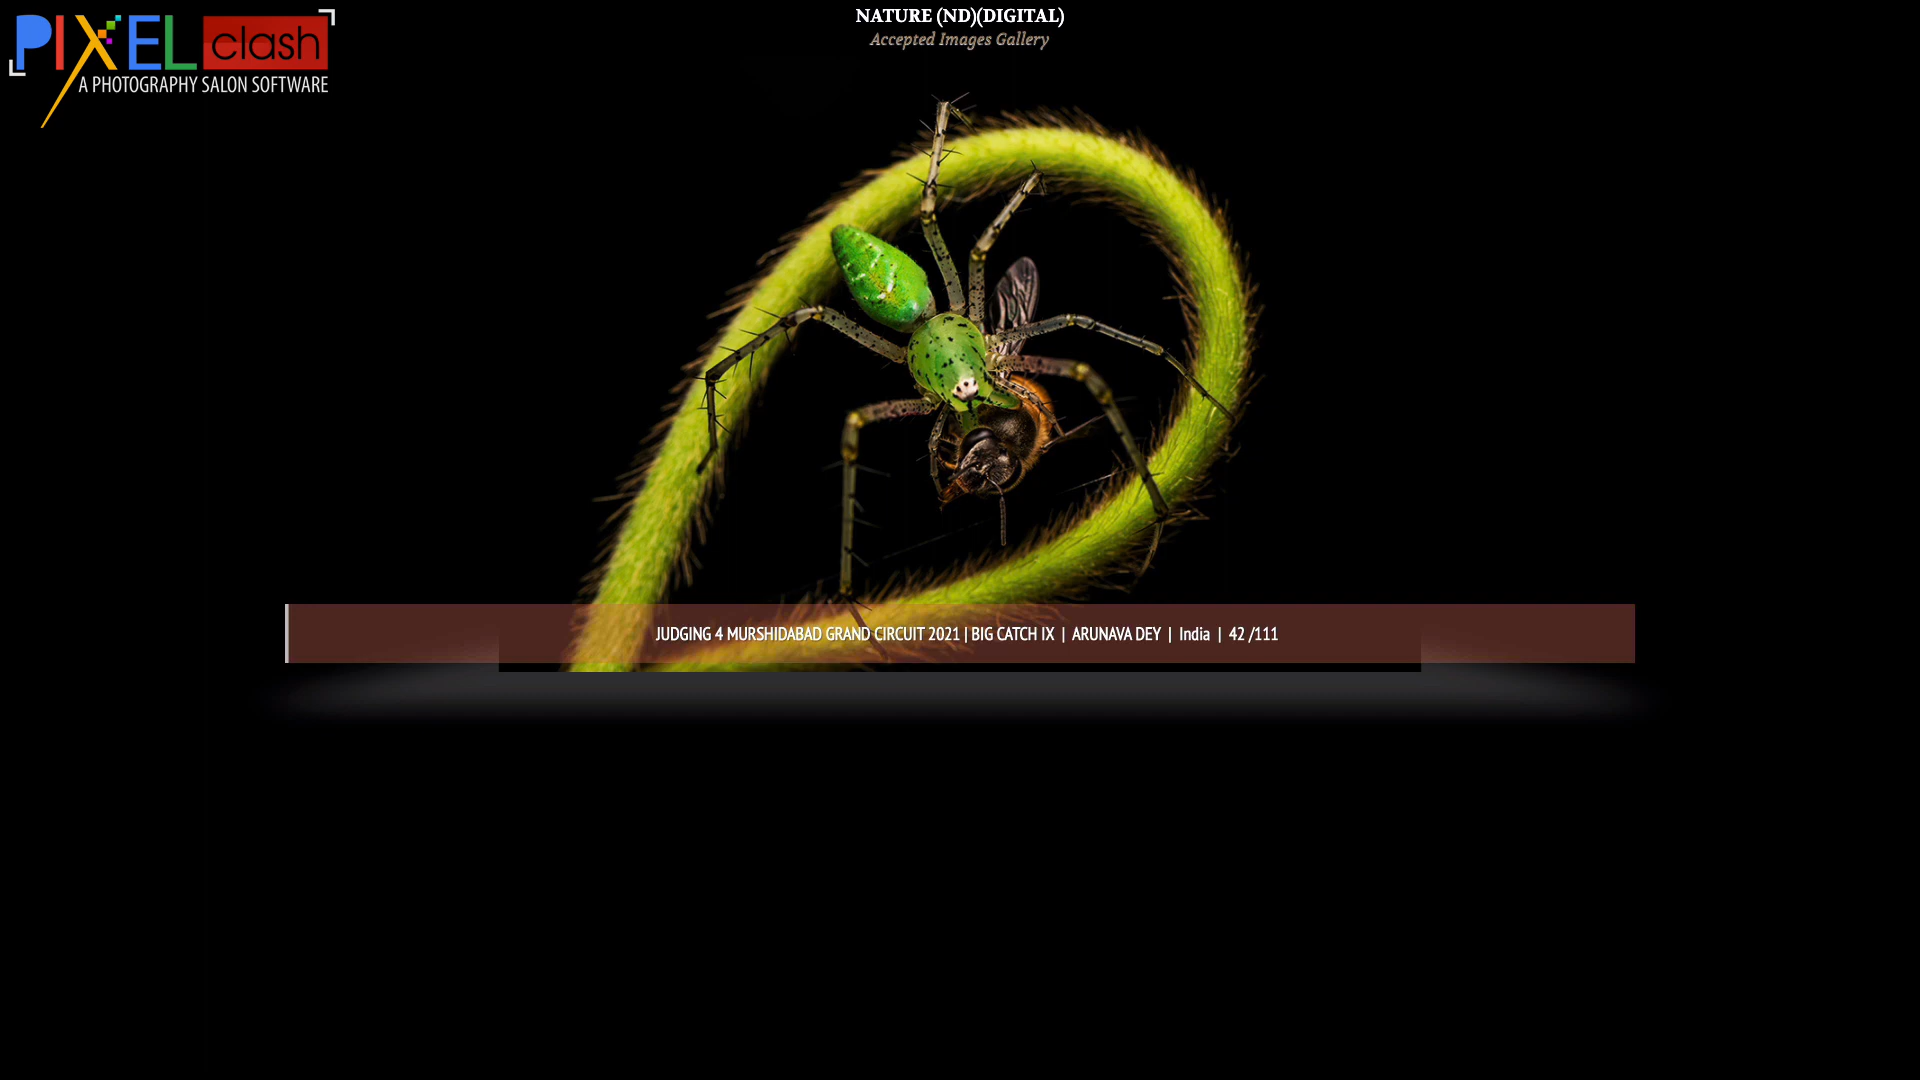 PIXEL clash
A PHOTOGRAPHY SALON SOFTWARE
NATURE (ND)(DIGITAL)
Accepted Images Gallery
JUDGING 4 MURSHIDABAD GRAND CIRCUIT 2021 | BIG CATCH IX | ARUNAVA DEY | India | 42 /111